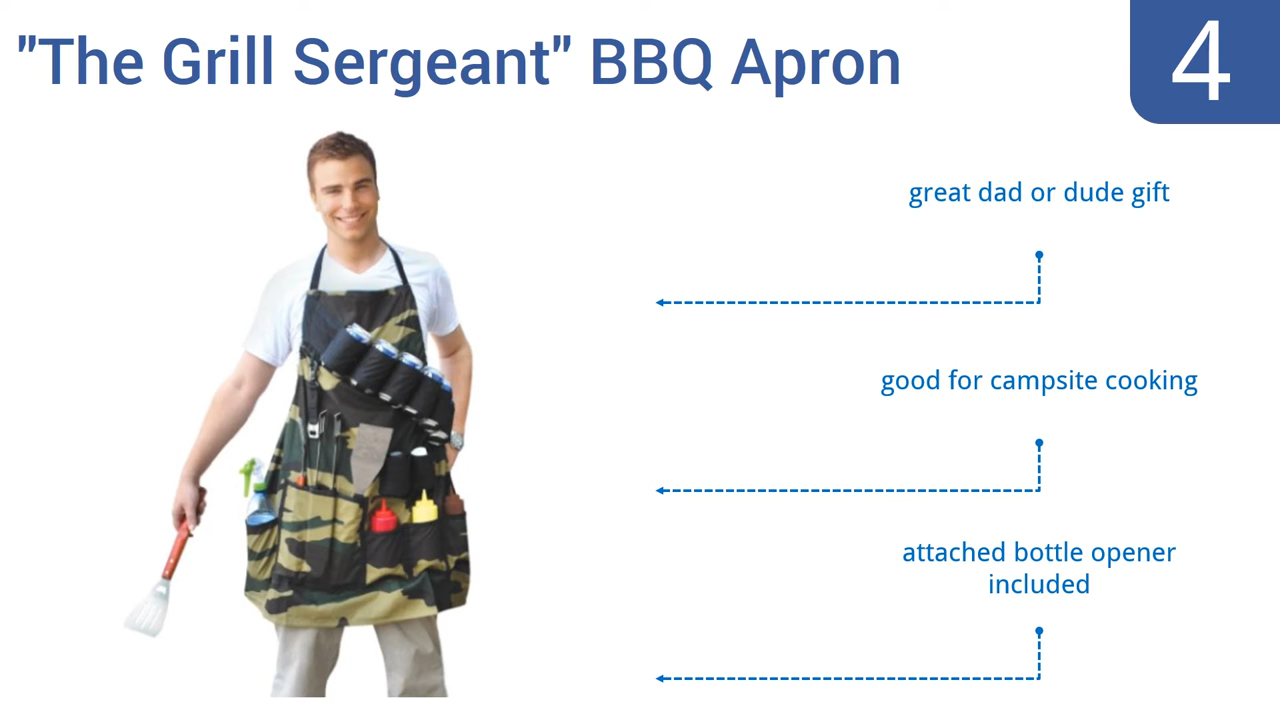 "The Grill Sergeant" BBQ Apron
4
great dad or dude gift
good for campsite cooking
attached bottle opener
included